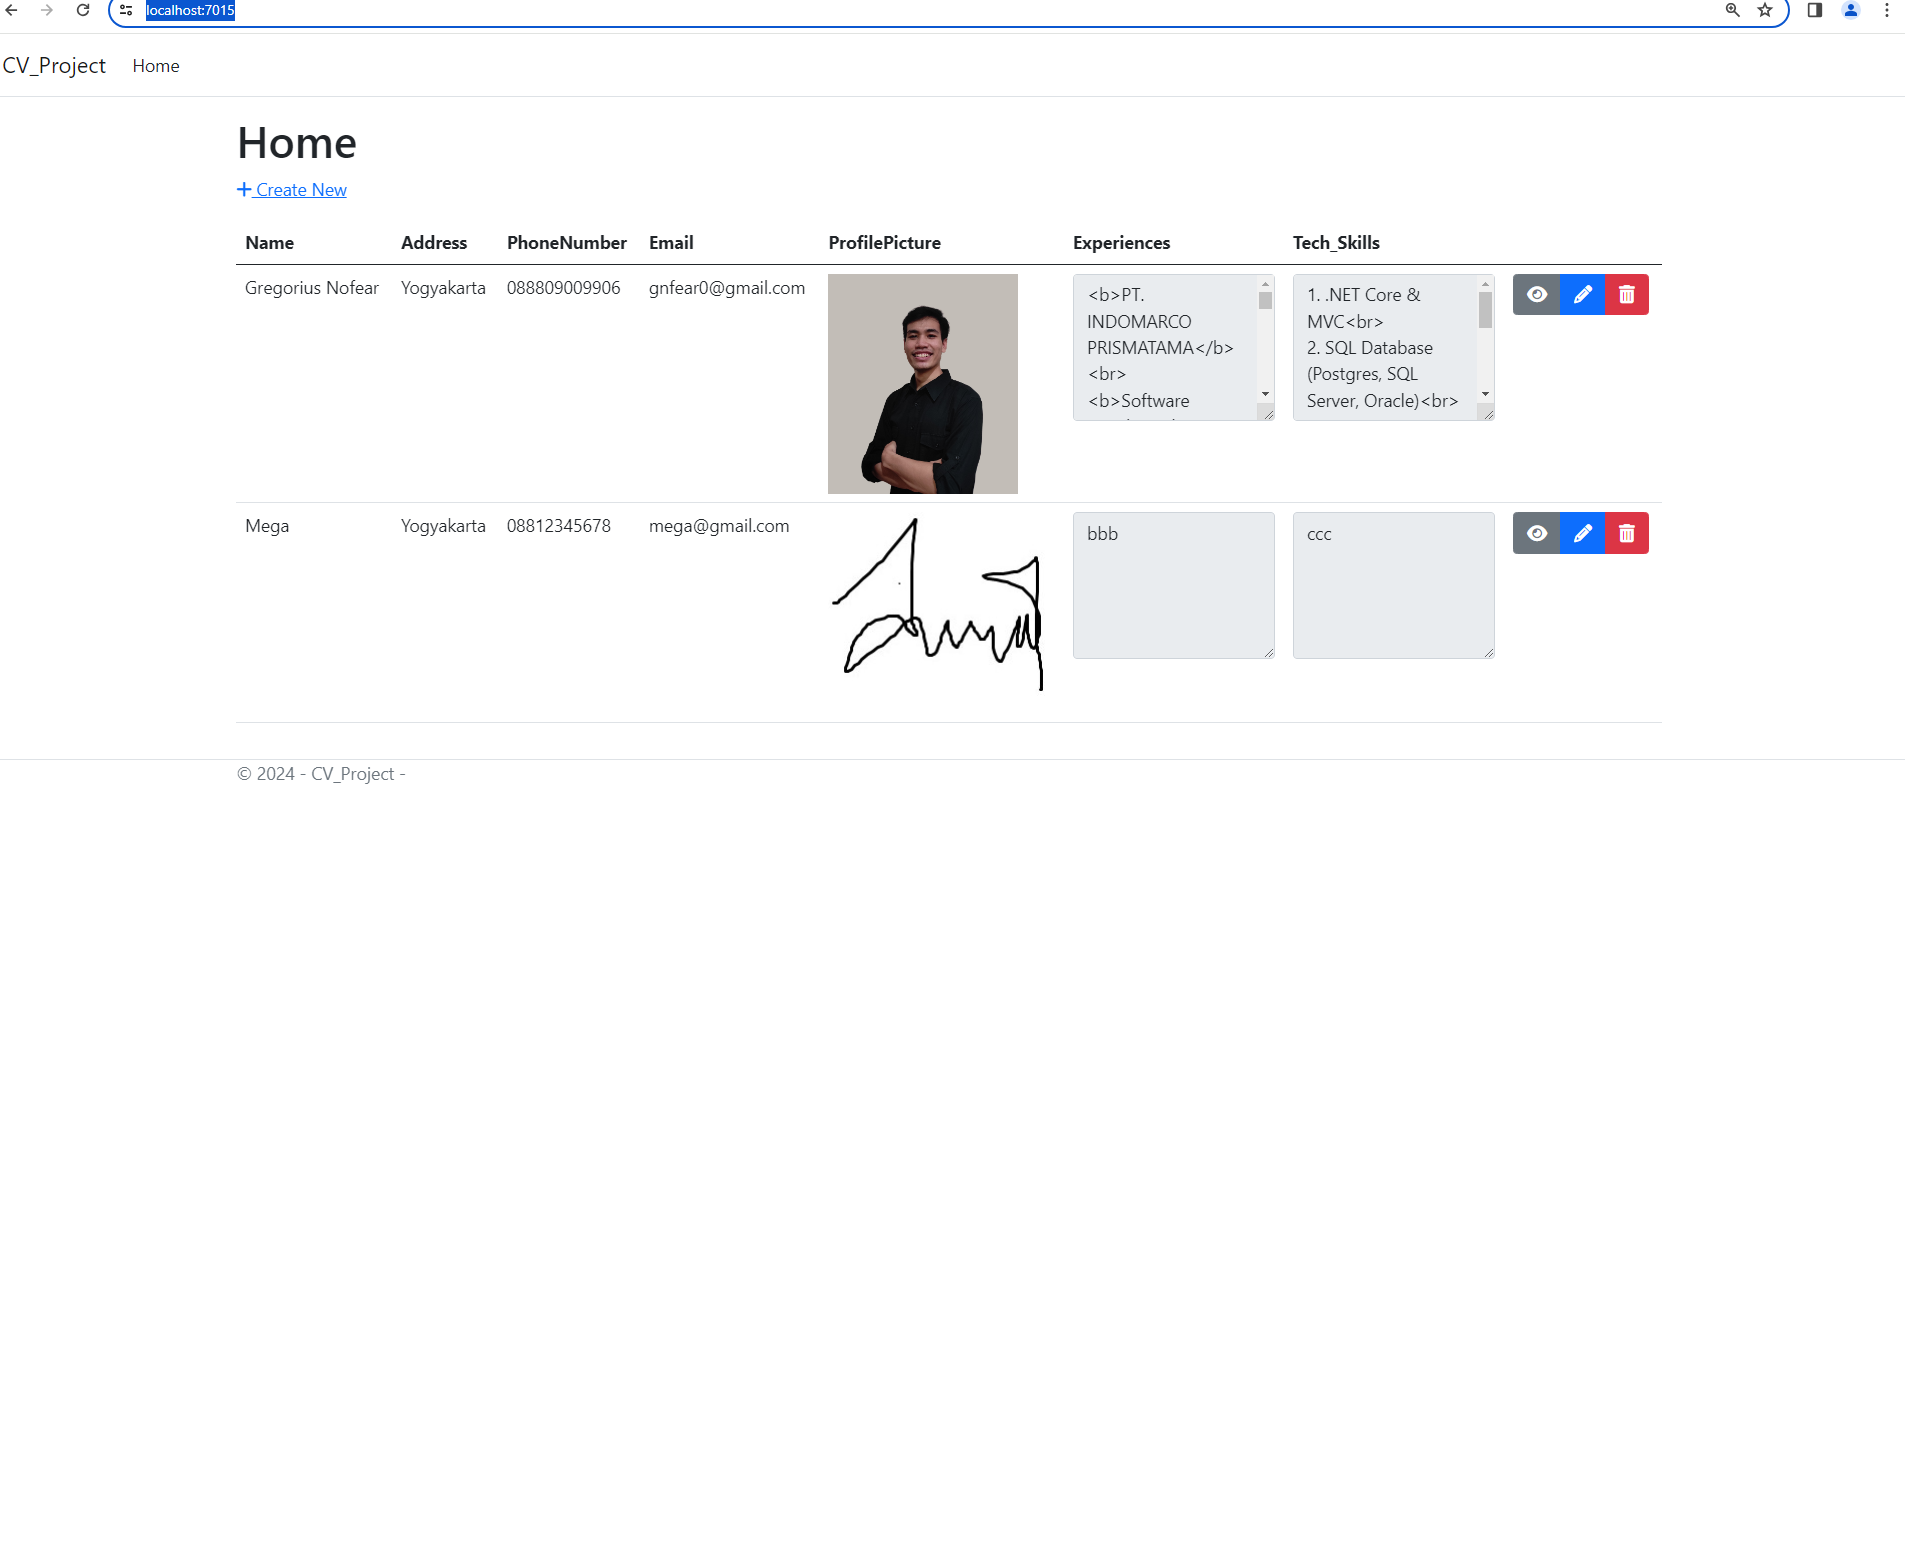 localhost:7015
CV_Project Home
Home
Create New
Name Address PhoneNumber Email ProfilePicture Experiences Tech_Skills
Gregorius Nofear Yogyakarta 088809009906 gnfear0@gmail.com
<b>PT.
INDOMARCO
PRISMATAMA</b>
<br>
<b>Software
1. .NET Core &
MVC<br>
2. SQL Database
(Postgres, SQL
Server, Oracle)<br>
Mega Yogyakarta 08812345678 mega@gmail.com bbb ccc
© 2024 - CV_Project -